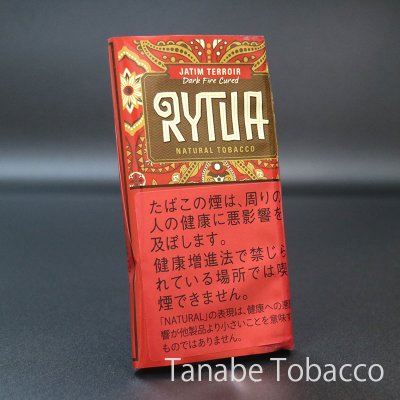 JATIM TERROIR
Dark Fire Cured
RYTUA
NATURAL TOBACCO
たばこの煙は、周りの
人の健康に悪影響を
及ぼします。
健康増進法で禁じら
れている場所では喫
煙できません。
「NATURAL」の表現は、健康への悪
響が他製品より小さいことを意味す
ものではありません。
Tanabe Tobacco